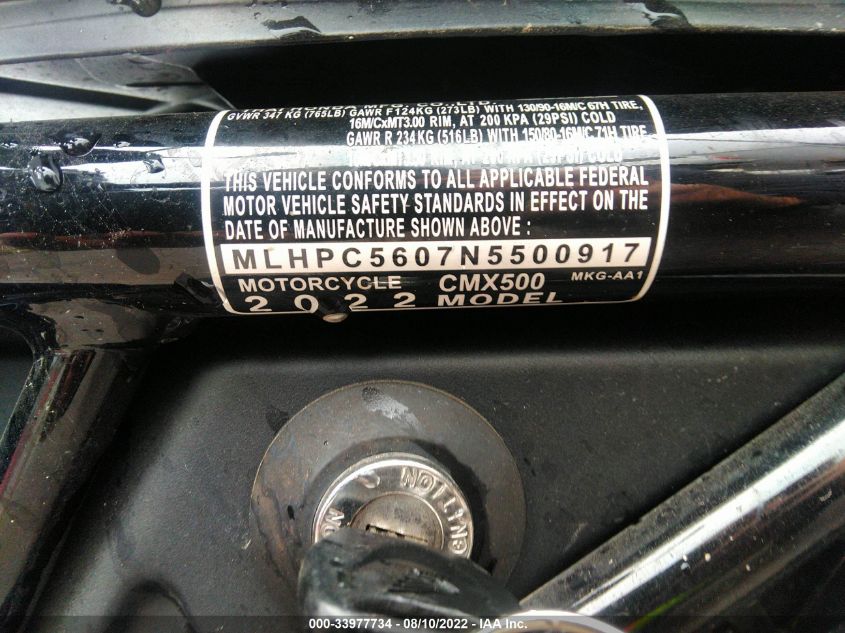 GVWR 347 KG (765LB) GAWR F124KG (273LB) WITH 130/90-16M/C 67H TIRE,
16M/CxMT3.00 RIM, AT 200 KPA (29PSI) COLD
GAWR R 234KG (516LB) WITH 150/80-16M/C 71H TIRE
THIS VEHICLE CONFORMS TO ALL APPLICABLE FEDERAL
MOTOR VEHICLE SAFETY STANDARDS IN EFFECT ON THE
DATE OF MANUFACTURE SHOWN ABOVE :
MLHPC5607N5500917
MOTORCYCLE CMX500 MKG-AA1
2022 MODEL
IGNITION
000-33977734 - 08/10/2022 - IAA Inc.